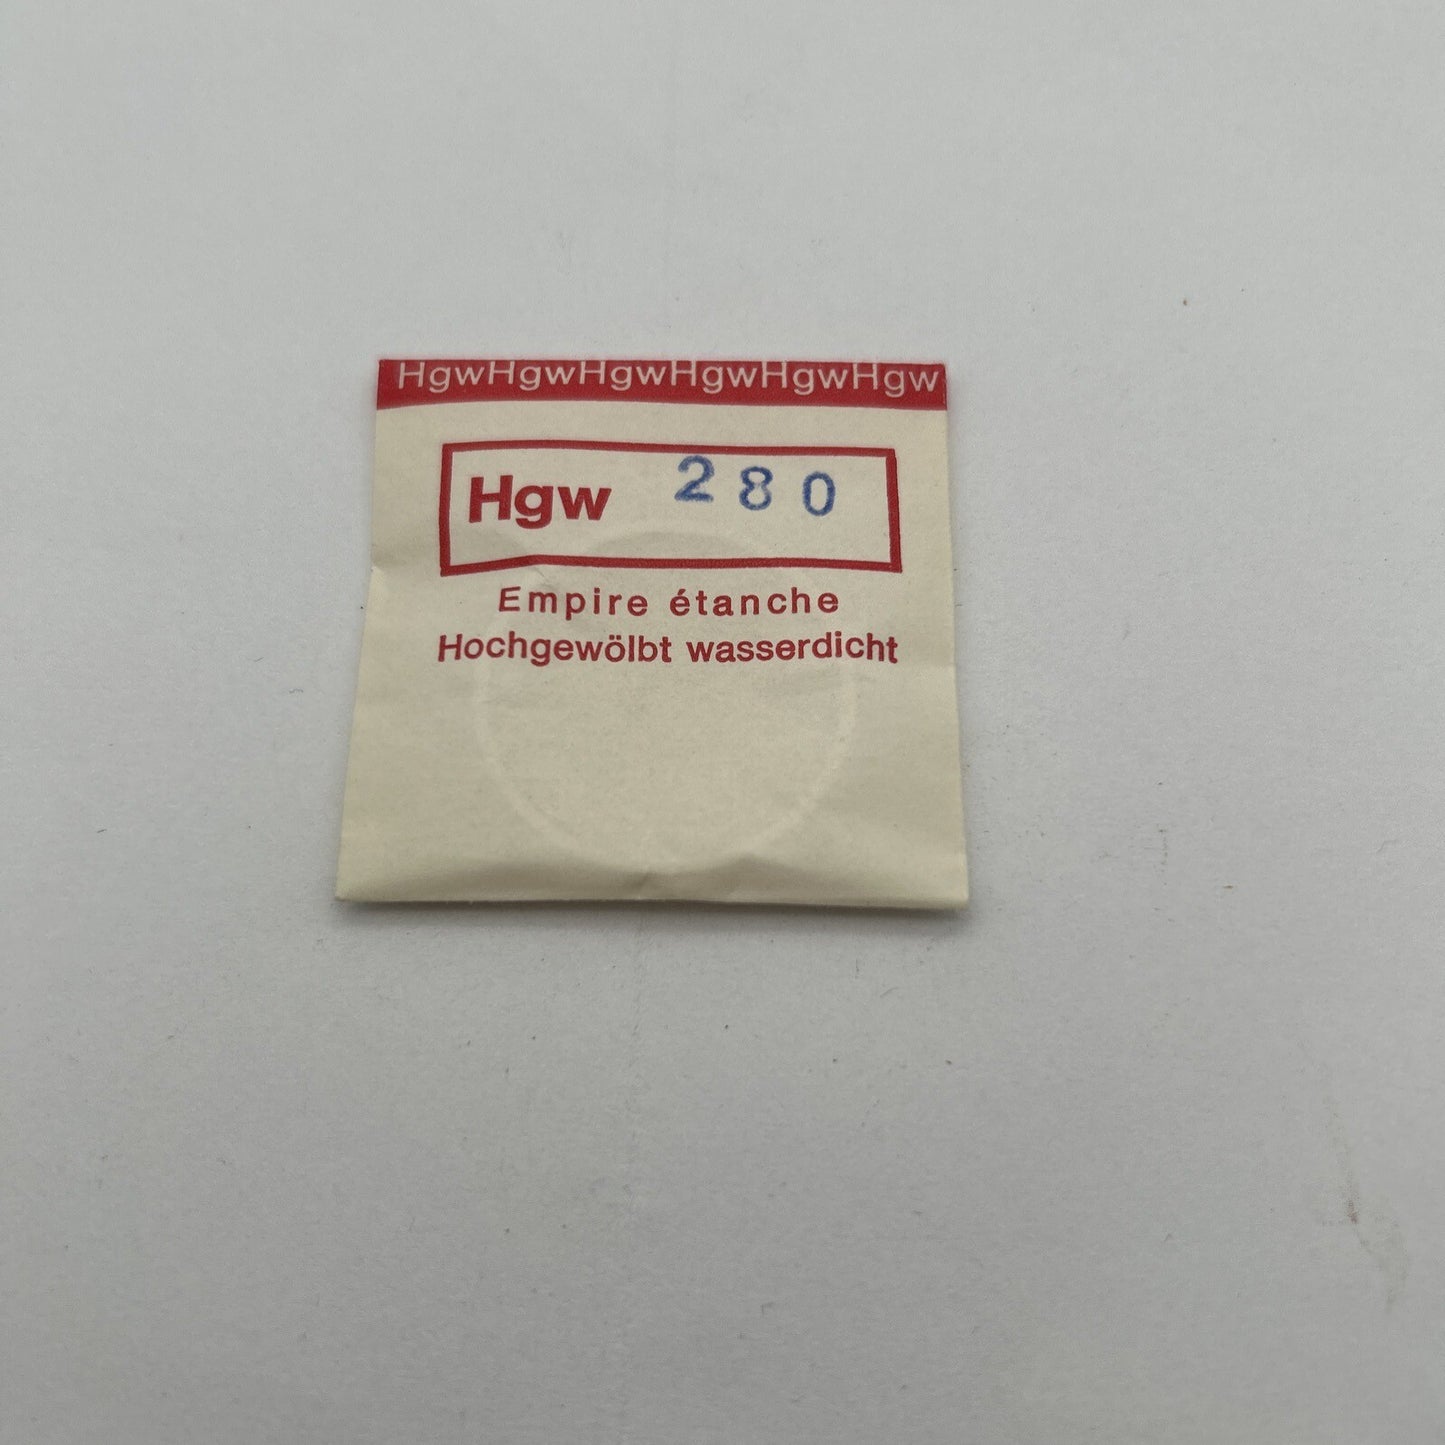 HgwHgwHgwHgwHgwHgw
Hgw 280
Empire étanche
Hochgewölbt wasserdicht